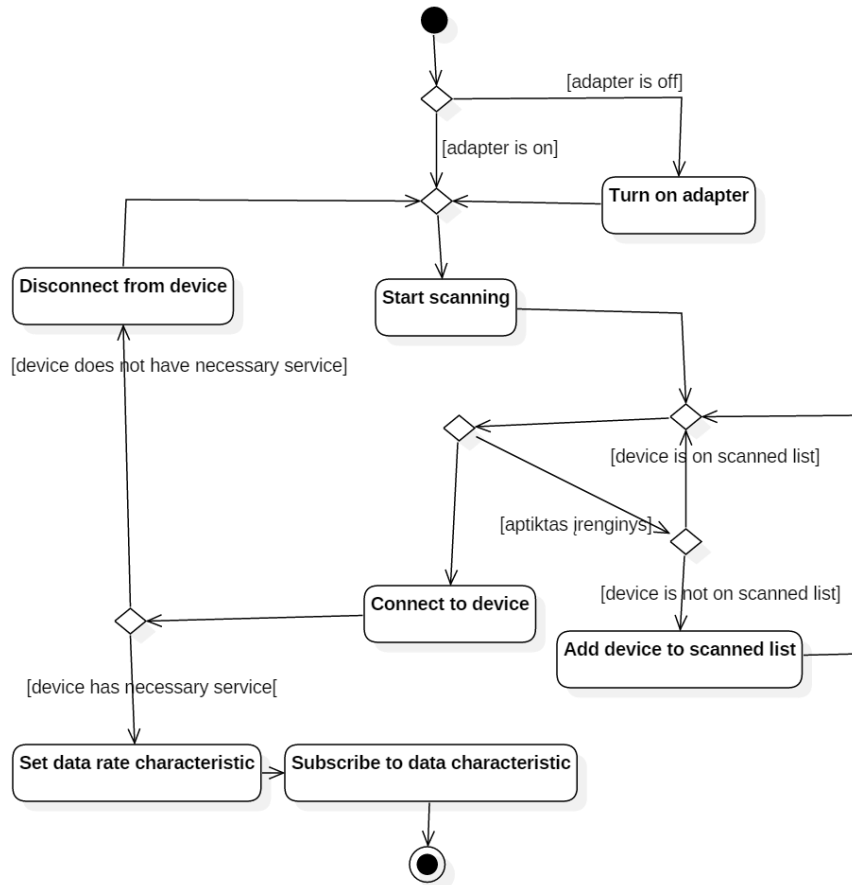 [adapter is off]
[adapter is on]
Turn on adapter
Disconnect from device
Start scanning
[device does not have necessary service]
[device is on scanned list]
[aptiktas įrenginys]
[device is not on scanned list]
Connect to device
Add device to scanned list
[device has necessary service[
Set data rate characteristic
Subscribe to data characteristic